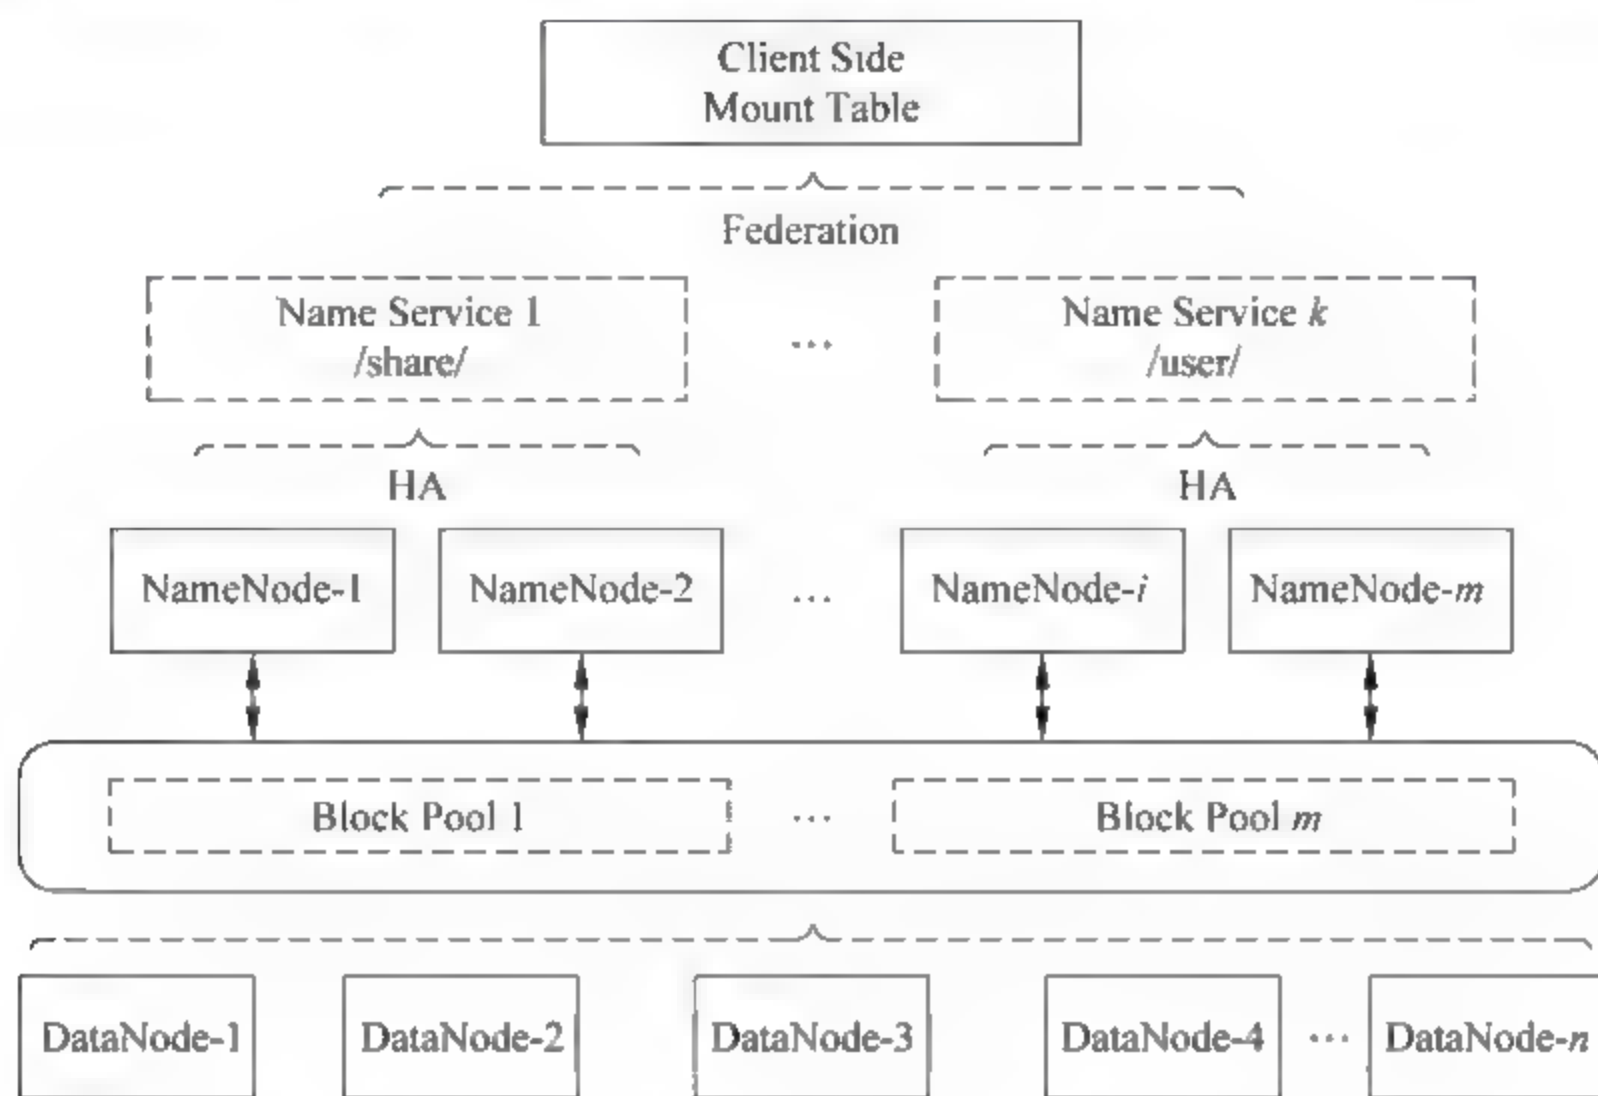 Client Side
Mount Table
Federation
Name Service 1
/share/
...
Name Service k
/user/
HA
HA
NameNode-1
NameNode-2
...
NameNode-i
NameNode-m
Block Pool 1
...
Block Pool m
DataNode-1
DataNode-2
DataNode-3
DataNode-4
...
DataNode-n